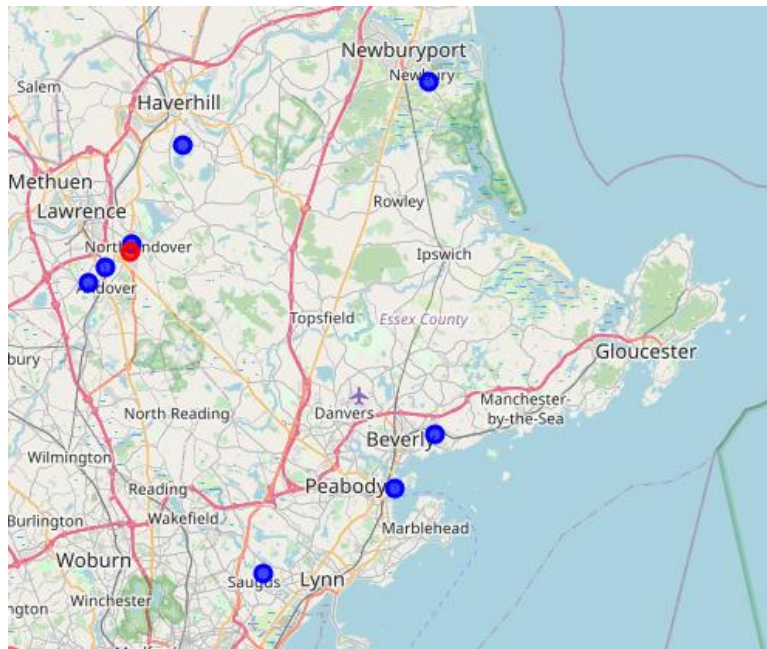 Newburyport
Newbury
Salem
Haverhill
Methuen
Lawrence
Rowley
North Andover
Ipswich
Andover
Topsfield
Essex County
Gloucester
bury
North Reading
Danvers
Manchester-
by-the-Sea
Beverly
Wilmington
Reading
Peabody
Burlington
Wakefield
Marblehead
Woburn
Saugus
Lynn
Winchester
ngton